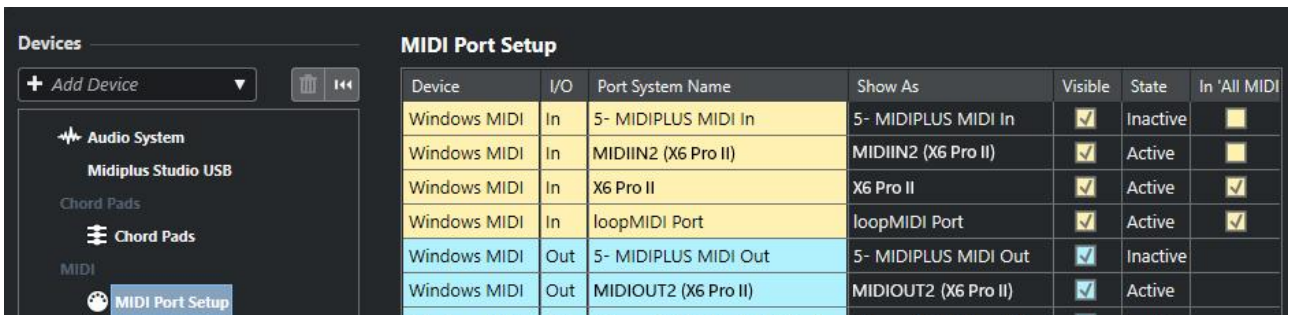 Devices
+ Add Device
Audio System
Midiplus Studio USB
Chord Pads
Chord Pads
MIDI
MIDI Port Setup
MIDI Port Setup
Device I/O Port System Name Show As Visible State In 'All MIDI
Windows MIDI In 5- MIDIPLUS MIDI In 5- MIDIPLUS MIDI In Inactive
Windows MIDI In MIDIIN2 (X6 Pro II) MIDIIN2 (X6 Pro II) Active
Windows MIDI In X6 Pro II X6 Pro II Active
Windows MIDI In loopMIDI Port loopMIDI Port Active
Windows MIDI Out 5- MIDIPLUS MIDI Out 5- MIDIPLUS MIDI Out Inactive
Windows MIDI Out MIDIOUT2 (X6 Pro II) MIDIOUT2 (X6 Pro II) Active